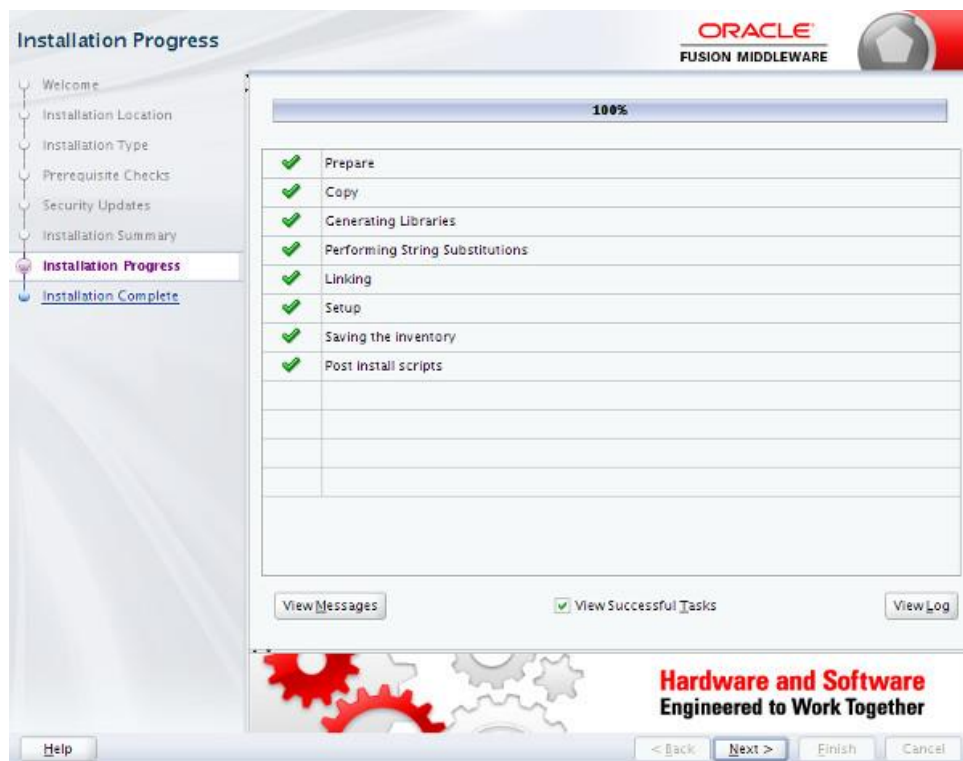 Installation Progress
ORACLE
FUSION MIDDLEWARE
Welcome
Installation Location
Installation Type
Prerequisite Checks
Security Updates
Installation Summary
Installation Progress
Installation Complete
100%
Prepare
Copy
Generating Libraries
Performing String Substitutions
Linking
Setup
Saving the inventory
Post install scripts
View Messages
View Successful Tasks
View Log
Hardware and Software
Engineered to Work Together
Help
< Back
Next >
Finish
Cancel